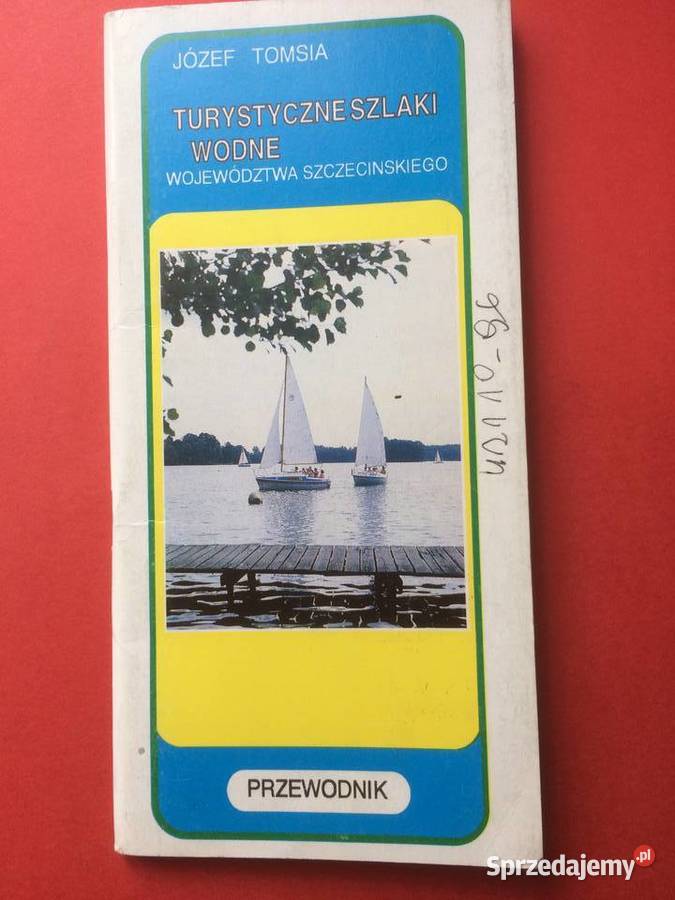 JÓZEF TOMSIA
TURYSTYCZNE SZLAKI
WODNE
WOJEWÓDZTWA SZCZECINSKIEGO
PRZEWODNIK
Sprzedajemy.pl